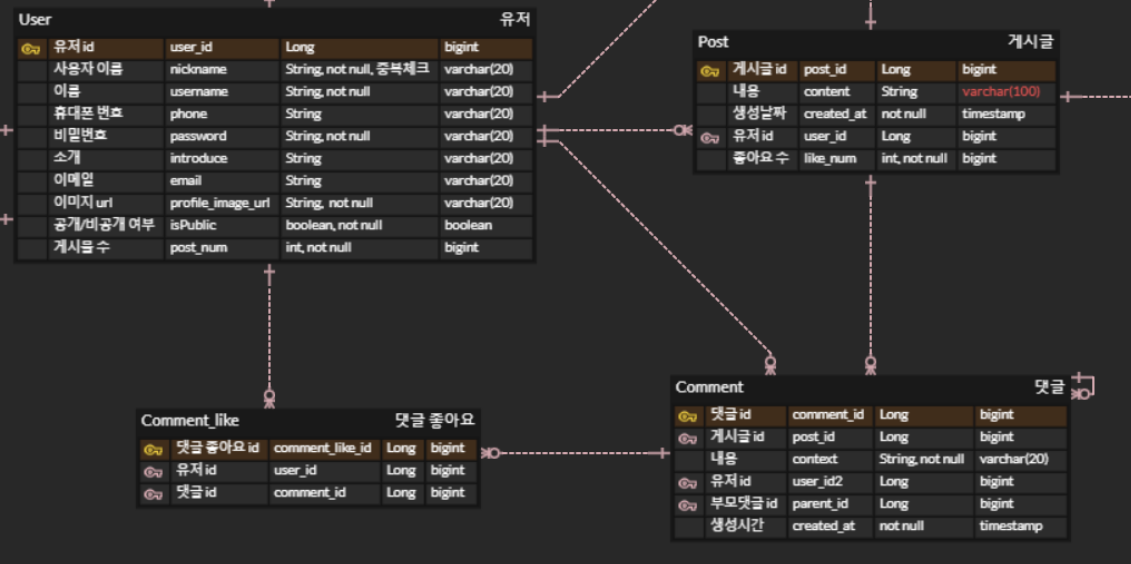 User 유저
유저 id user_id Long bigint
사용자 이름 nickname String, not null, 중복체크 varchar(20)
이름 username String, not null varchar(20)
휴대폰 번호 phone String varchar(20)
비밀번호 password String, not null varchar(20)
소개 introduce String varchar(20)
이메일 email String varchar(20)
이미지 url profile_image_url String, not null varchar(20)
공개/비공개 여부 isPublic boolean, not null boolean
게시물 수 post_num int, not null bigint
Post 게시글
게시글 id post_id Long bigint
내용 content String varchar(100)
생성날짜 created_at not null timestamp
유저 id user_id Long bigint
좋아요 수 like_num int, not null bigint
Comment_like 댓글 좋아요
댓글 좋아요 id comment_like_id Long bigint
유저 id user_id Long bigint
댓글 id comment_id Long bigint
Comment 댓글
댓글 id comment_id Long bigint
게시글 id post_id Long bigint
내용 context String, not null varchar(20)
유저 id user_id2 Long bigint
부모댓글 id parent_id Long bigint
생성시간 created_at not null timestamp